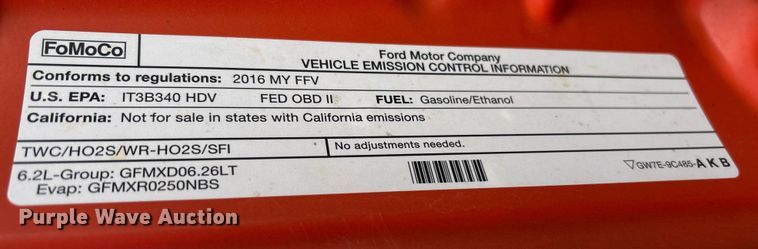 FoMoCo
Ford Motor Company
VEHICLE EMISSION CONTROL INFORMATION
Conforms to regulations: 2016 MY FFV
U.S. EPA: IT3B340 HDV FED OBD II FUEL: Gasoline/Ethanol
California: Not for sale in states with California emissions
TWC/HO2S/WR-HO2S/SFI No adjustments needed.
6.2L-Group: GFMXD06.26LT
Evap: GFMXR0250NBS
GW7E-9C485-AKB
Purple Wave Auction